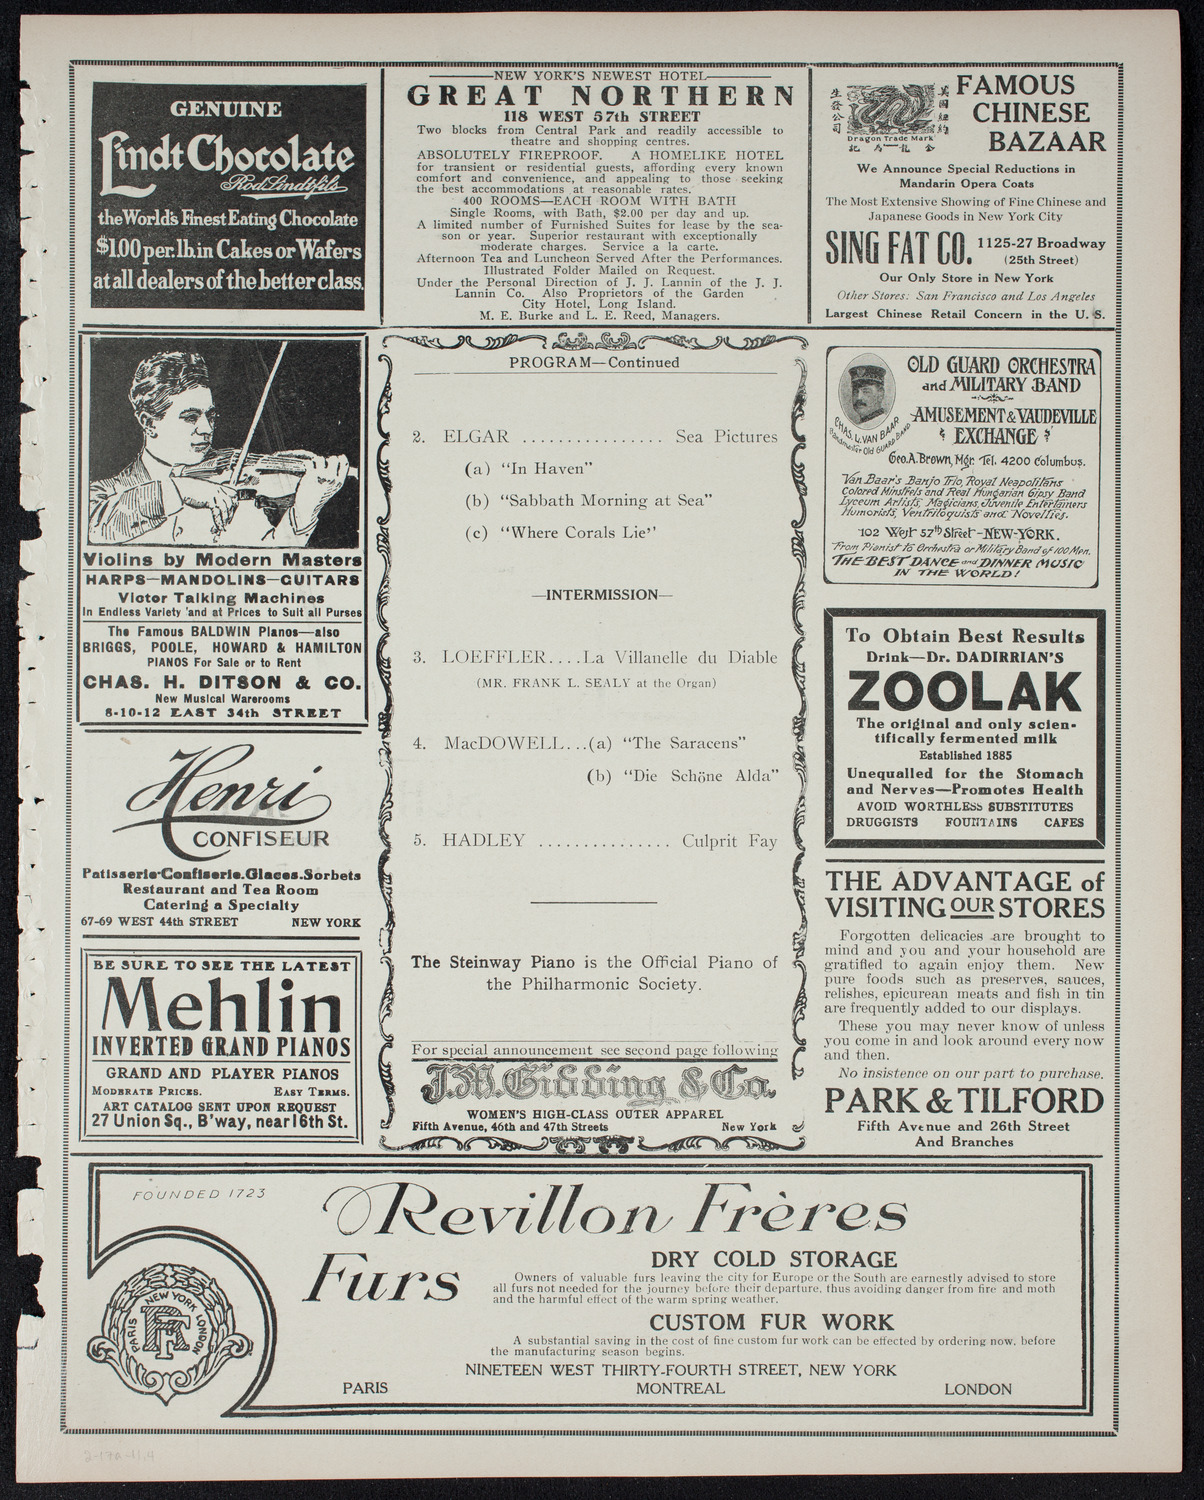 GENUINE
Lindt Chocolate
Rod. Lindt fils
the World's Finest Eating Chocolate
$1.00 per lb. in Cakes or Wafers
at all dealers of the better class.
NEW YORK'S NEWEST HOTEL
GREAT NORTHERN
118 WEST 57th STREET
Two blocks from Central Park and readily accessible to
theatre and shopping centres.
ABSOLUTELY FIREPROOF. A HOMELIKE HOTEL
for transient or residential guests, affording every known
comfort and convenience, and appealing to those seeking
the best accommodations at reasonable rates.
400 ROOMS—EACH ROOM WITH BATH
Single Rooms, with Bath, $2.00 per day and up.
A limited number of Furnished Suites for lease by the sea-
son or year. Superior restaurant with exceptionally
moderate charges. Service a la carte.
Afternoon Tea and Luncheon Served After the Performances.
Illustrated Folder Mailed on Request.
Under the Personal Direction of J. J. Lannin of the J. J.
Lannin Co. Also Proprietors of the Garden
City Hotel, Long Island.
M. E. Burke and L. E. Reed, Managers.
生發公司
Dragon Trade Mark
FAMOUS
CHINESE
BAZAAR
We Announce Special Reductions in
Mandarin Opera Coats
The Most Extensive Showing of Fine Chinese and
Japanese Goods in New York City
SING FAT CO. 1125-27 Broadway
(25th Street)
Our Only Store in New York
Other Stores: San Francisco and Los Angeles
Largest Chinese Retail Concern in the U. S.
Violins by Modern Masters
HARPS—MANDOLINS—GUITARS
Victor Talking Machines
In Endless Variety and at Prices to Suit all Purses
The Famous BALDWIN Pianos—also
BRIGGS, POOLE, HOWARD & HAMILTON
PIANOS For Sale or to Rent
CHAS. H. DITSON & CO.
New Musical Warerooms
8-10-12 EAST 34th STREET
Henri
CONFISEUR
Patisserie-Confiserie.Glaces.Sorbets
Restaurant and Tea Room
Catering a Specialty
67-69 WEST 44th STREET NEW YORK
BE SURE TO SEE THE LATEST
Mehlin
INVERTED GRAND PIANOS
GRAND AND PLAYER PIANOS
MODERATE PRICES. EASY TERMS.
ART CATALOG SENT UPON REQUEST
27 Union Sq., B'way, near 16th St.
PROGRAM—Continued
2. ELGAR ................ Sea Pictures
(a) "In Haven"
(b) "Sabbath Morning at Sea"
(c) "Where Corals Lie"
—INTERMISSION—
3. LOEFFLER....La Villanelle du Diable
(MR. FRANK L. SEALY at the Organ)
4. MacDOWELL...(a) "The Saracens"
(b) "Die Schöne Alda"
5. HADLEY ............... Culprit Fay
The Steinway Piano is the Official Piano of
the Philharmonic Society.
For special announcement see second page following
J.M. Gidding & Co.
WOMEN'S HIGH-CLASS OUTER APPAREL
Fifth Avenue, 46th and 47th Streets New York
OLD GUARD ORCHESTRA
and MILITARY BAND
AMUSEMENT & VAUDEVILLE
EXCHANGE
CHAS. L. VAN BAAR
Bandmaster Old GUARD BAND
Geo. A. Brown, Mgr. Tel. 4200 Columbus.
Van Baar's Banjo Trio, Royal Neapolitans
Colored Minstrels and Real Hungarian Gipsy Band
Lyceum Artists, Magicians, Juvenile Entertainers
Humorists, Ventriloquists and Novelties.
102 West 57th Street-NEW-YORK.
From Pianist to Orchestra or Military Band of 100 Men.
THE BEST DANCE and DINNER MUSIC
IN THE WORLD!
To Obtain Best Results
Drink—Dr. DADIRRIAN'S
ZOOLAK
The original and only scien-
tifically fermented milk
Established 1885
Unequalled for the Stomach
and Nerves—Promotes Health
AVOID WORTHLESS SUBSTITUTES
DRUGGISTS FOUNTAINS CAFES
THE ADVANTAGE of
VISITING OUR STORES
Forgotten delicacies are brought to
mind and you and your household are
gratified to again enjoy them. New
pure foods such as preserves, sauces,
relishes, epicurean meats and fish in tin
are frequently added to our displays.
These you may never know of unless
you come in and look around every now
and then.
No insistence on our part to purchase.
PARK & TILFORD
Fifth Avenue and 26th Street
And Branches
FOUNDED 1723
Revillon Frères
Furs
PARIS NEW YORK LONDON
RF
DRY COLD STORAGE
Owners of valuable furs leaving the city for Europe or the South are earnestly advised to store
all furs not needed for the journey before their departure, thus avoiding danger from fire and moth
and the harmful effect of the warm spring weather.
CUSTOM FUR WORK
A substantial saving in the cost of fine custom fur work can be effected by ordering now, before
the manufacturing season begins.
NINETEEN WEST THIRTY-FOURTH STREET, NEW YORK
PARIS MONTREAL LONDON